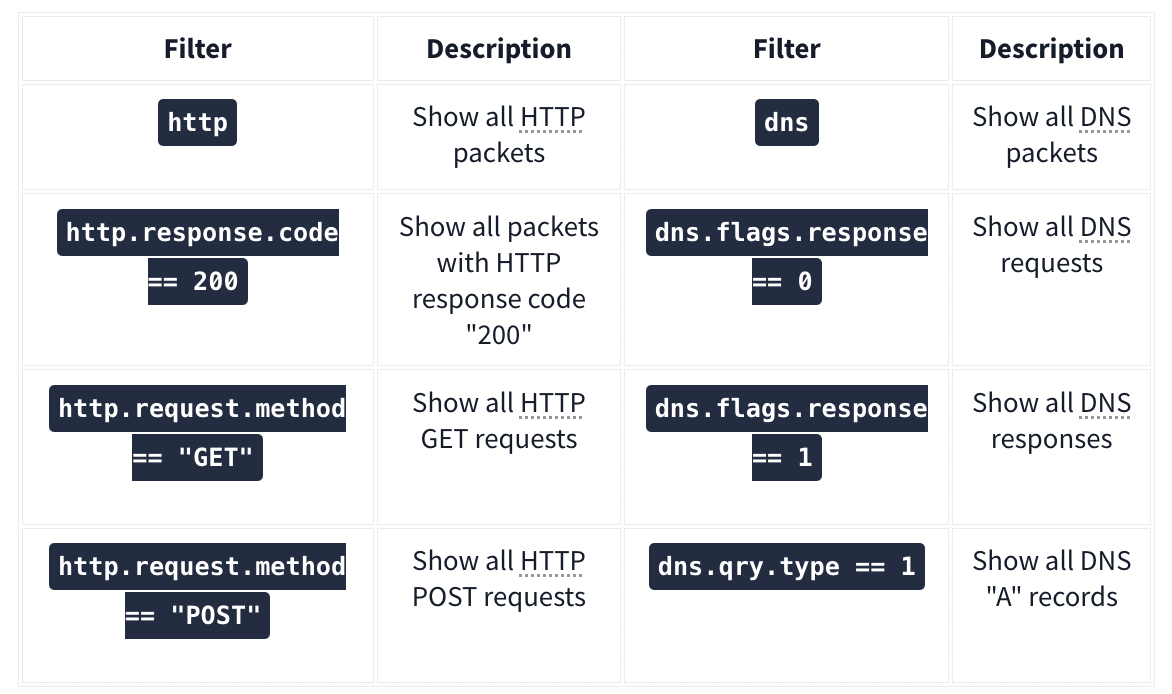 Filter
Description
Filter
Description
http
Show all HTTP
packets
dns
Show all DNS
packets
http.response.code
== 200
Show all packets
with HTTP
response code
"200"
dns.flags.response
== 0
Show all DNS
requests
http.request.method
== "GET"
Show all HTTP
GET requests
dns.flags.response
== 1
Show all DNS
responses
http.request.method
== "POST"
Show all HTTP
POST requests
dns.qry.type == 1
Show all DNS
"A" records